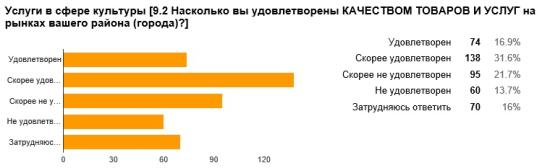 Услуги в сфере культуры [9.2 Насколько вы удовлетворены КАЧЕСТВОМ ТОВАРОВ И УСЛУГ на
рынках вашего района (города)?]
Удовлетворен
Скорее удов...
Скорее не у...
Не удовлетв...
Затрудняюс...
0 30 60 90 120
Удовлетворен 74 16.9%
Скорее удовлетворен 138 31.6%
Скорее не удовлетворен 95 21.7%
Не удовлетворен 60 13.7%
Затрудняюсь ответить 70 16%